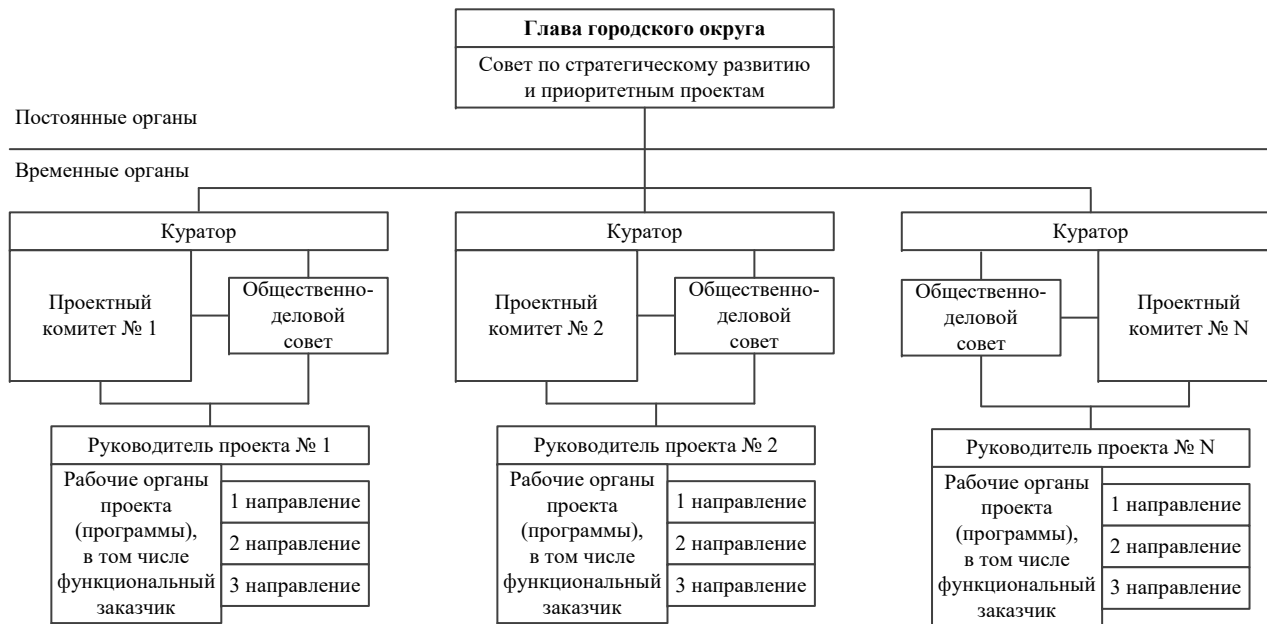 Глава городского округа
Совет по стратегическому развитию
и приоритетным проектам
Постоянные органы
Временные органы
Куратор
Проектный
комитет № 1
Общественно-
деловой
совет
Руководитель проекта № 1
Рабочие органы
проекта
(программы),
в том числе
функциональный
заказчик
1 направление
2 направление
3 направление
Куратор
Проектный
комитет № 2
Общественно-
деловой
совет
Руководитель проекта № 2
Рабочие органы
проекта
(программы),
в том числе
функциональный
заказчик
1 направление
2 направление
3 направление
Куратор
Общественно-
деловой
совет
Проектный
комитет № N
Руководитель проекта № N
Рабочие органы
проекта
(программы),
в том числе
функциональный
заказчик
1 направление
2 направление
3 направление